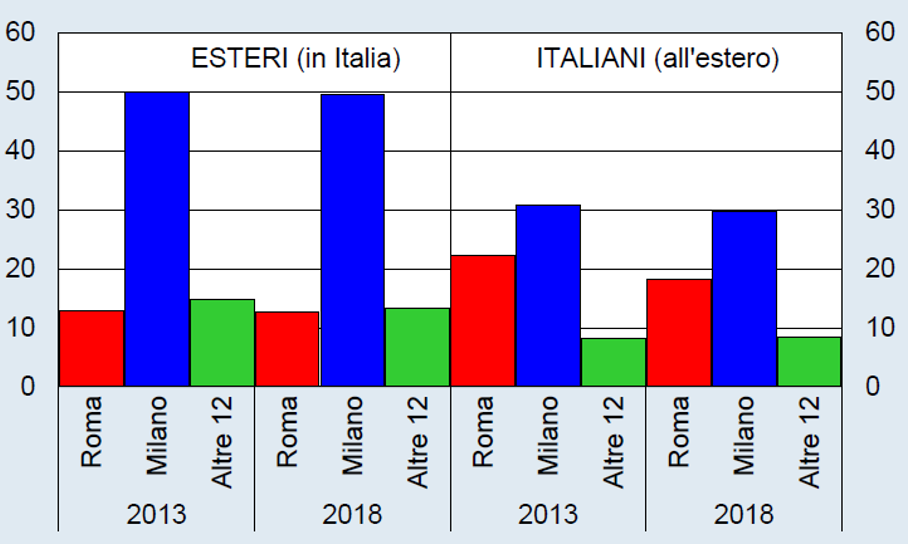 60 60
ESTERI (in Italia) ITALIANI (all'estero)
50 50
40 40
30 30
20 20
10 10
0 0
Roma Milano Altre 12 Roma Milano Altre 12 Roma Milano Altre 12 Roma Milano Altre 12
2013 2018 2013 2018